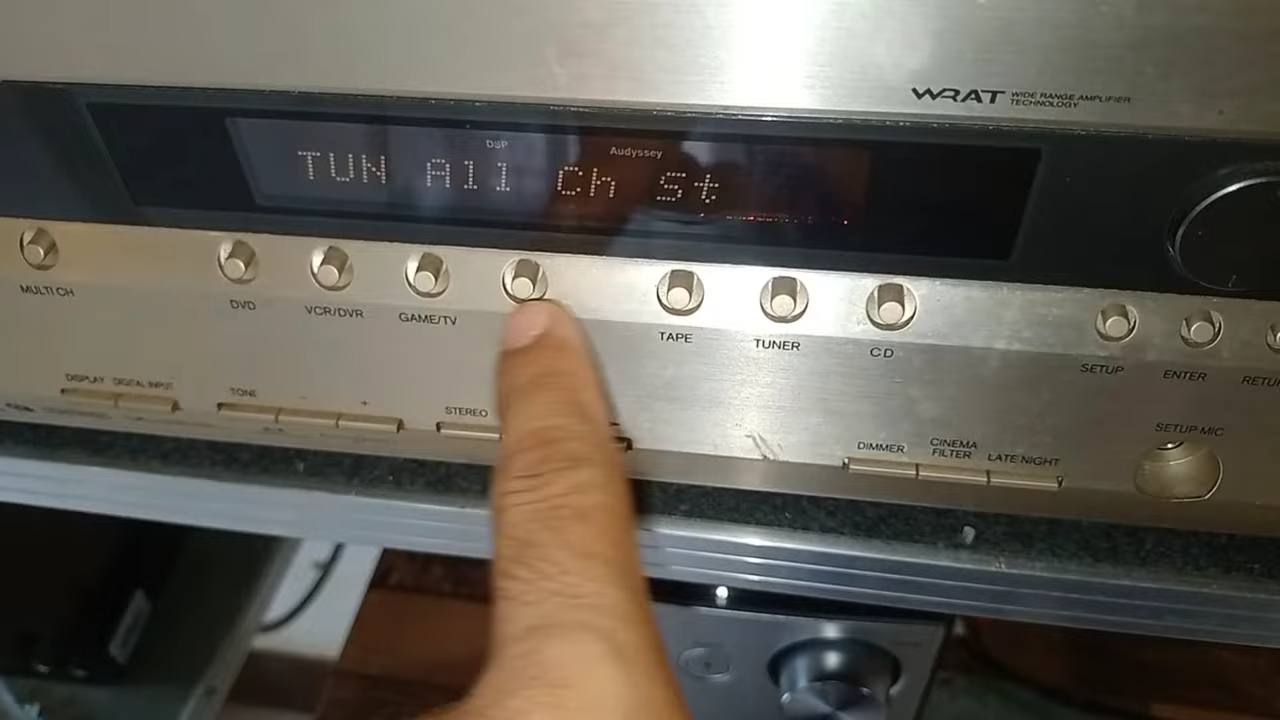 WRAT WIDE RANGE AMPLIFIER
TECHNOLOGY
DSP
Audyssey
TUN All Ch St
MULTI CH
DVD
VCR/DVR
GAME/TV
TAPE
TUNER
CD
SETUP
ENTER
DISPLAY
DIGITAL INPUT
TONE
-
+
STEREO
DIMMER
CINEMA
FILTER
LATE NIGHT
SETUP MIC